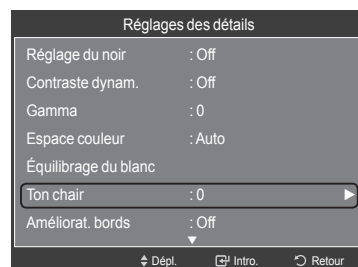 Réglages des détails
Réglage du noir : Off
Contraste dynam. : Off
Gamma : 0
Espace couleur : Auto
Équilibrage du blanc
Ton chair : 0
Améliorat. bords : Off
Dépl. Intro. Retour